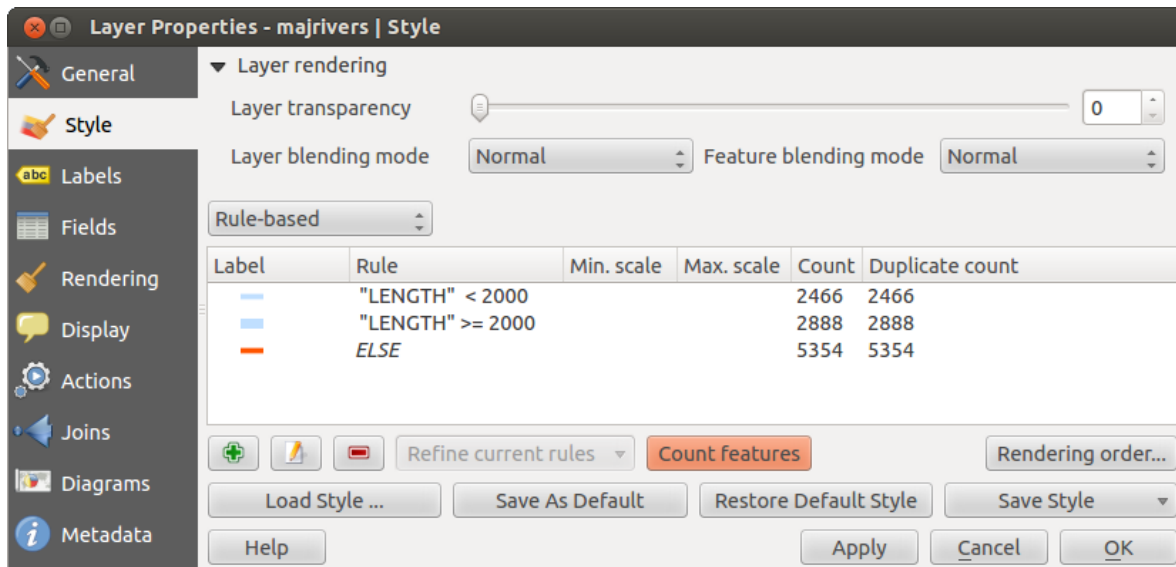 Layer Properties - majrivers | Style
General
Style
abc Labels
Fields
Rendering
Display
Actions
Joins
Diagrams
Metadata
Layer rendering
Layer transparency 0
Layer blending mode Normal Feature blending mode Normal
Rule-based
Label Rule Min. scale Max. scale Count Duplicate count
"LENGTH" < 2000 2466 2466
"LENGTH" >= 2000 2888 2888
ELSE 5354 5354
Refine current rules Count features Rendering order...
Load Style ... Save As Default Restore Default Style Save Style
Help Apply Cancel OK